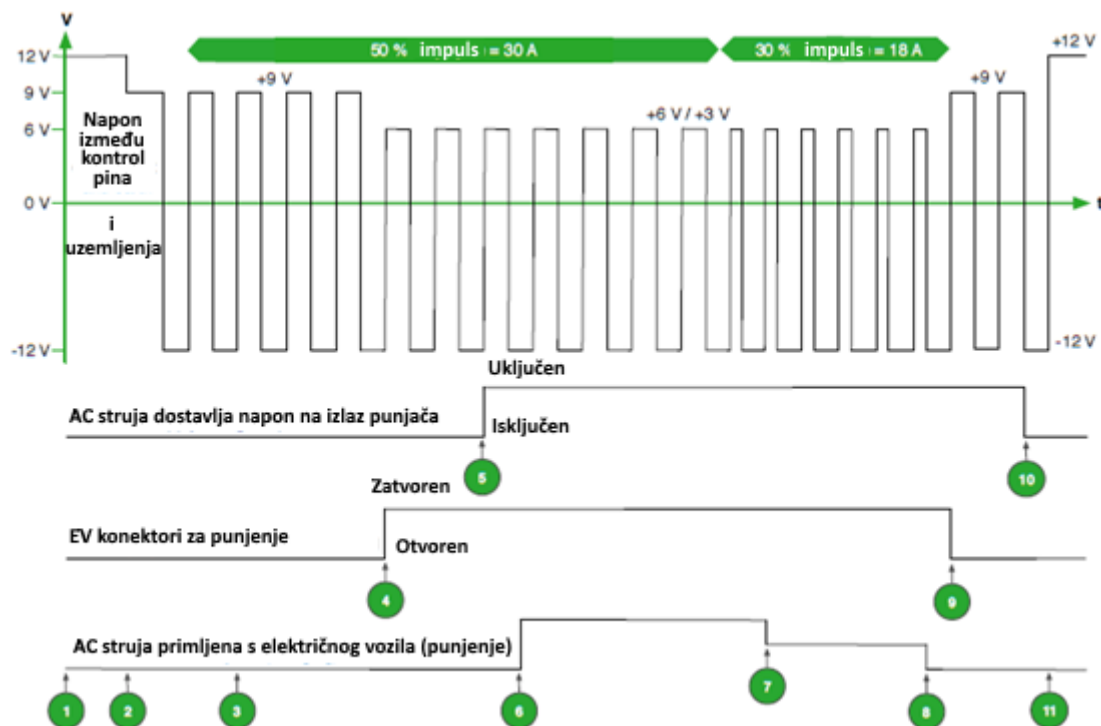 V
50 % impuls = 30 A
30 % impuls = 18 A
+12 V
12 V
+9 V
+9 V
9 V
+6 V / +3 V
6 V
Napon
između
kontrol
pina
0 V
t
i
uzemljenja
-12 V
-12 V
Uključen
AC struja dostavlja napon na izlaz punjača
Isključen
5
10
Zatvoren
EV konektori za punjenje
Otvoren
4
9
AC struja primljena s električnog vozila (punjenje)
1
2
3
6
7
8
11